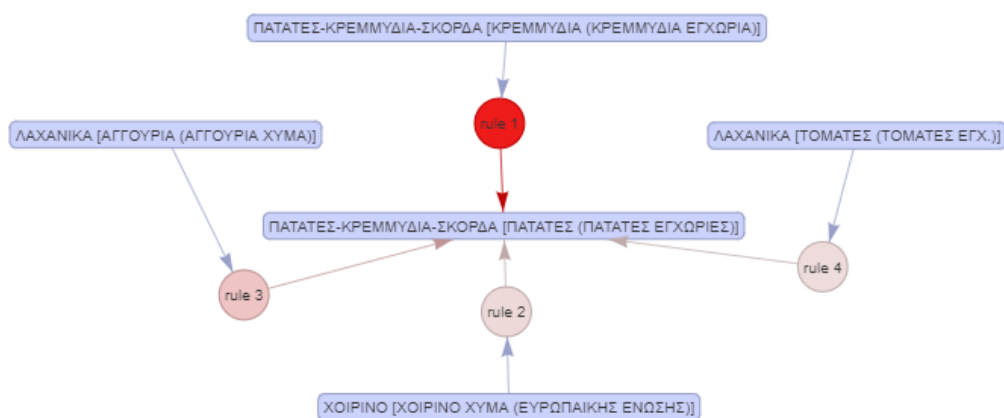 ΠΑΤΑΤΕΣ-ΚΡΕΜΜΥΔΙΑ-ΣΚΟΡΔΑ [ΚΡΕΜΜΥΔΙΑ (ΚΡΕΜΜΥΔΙΑ ΕΓΧΩΡΙΑ)]
rule 1
ΛΑΧΑΝΙΚΑ [ΑΓΓΟΥΡΙΑ (ΑΓΓΟΥΡΙΑ ΧΥΜΑ)]
ΛΑΧΑΝΙΚΑ [ΤΟΜΑΤΕΣ (ΤΟΜΑΤΕΣ ΕΓΧ.)]
ΠΑΤΑΤΕΣ-ΚΡΕΜΜΥΔΙΑ-ΣΚΟΡΔΑ [ΠΑΤΑΤΕΣ (ΠΑΤΑΤΕΣ ΕΓΧΩΡΙΕΣ)]
rule 3
rule 2
rule 4
ΧΟΙΡΙΝΟ [ΧΟΙΡΙΝΟ ΧΥΜΑ (ΕΥΡΩΠΑΙΚΗΣ ΕΝΩΣΗΣ)]